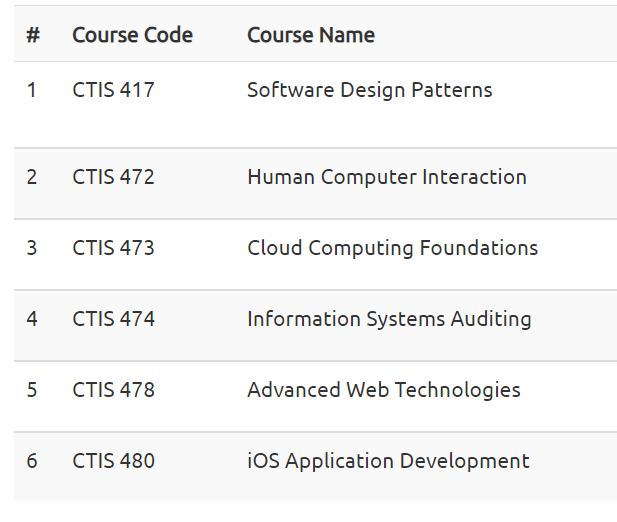 # Course Code Course Name
1 CTIS 417 Software Design Patterns
2 CTIS 472 Human Computer Interaction
3 CTIS 473 Cloud Computing Foundations
4 CTIS 474 Information Systems Auditing
5 CTIS 478 Advanced Web Technologies
6 CTIS 480 iOS Application Development